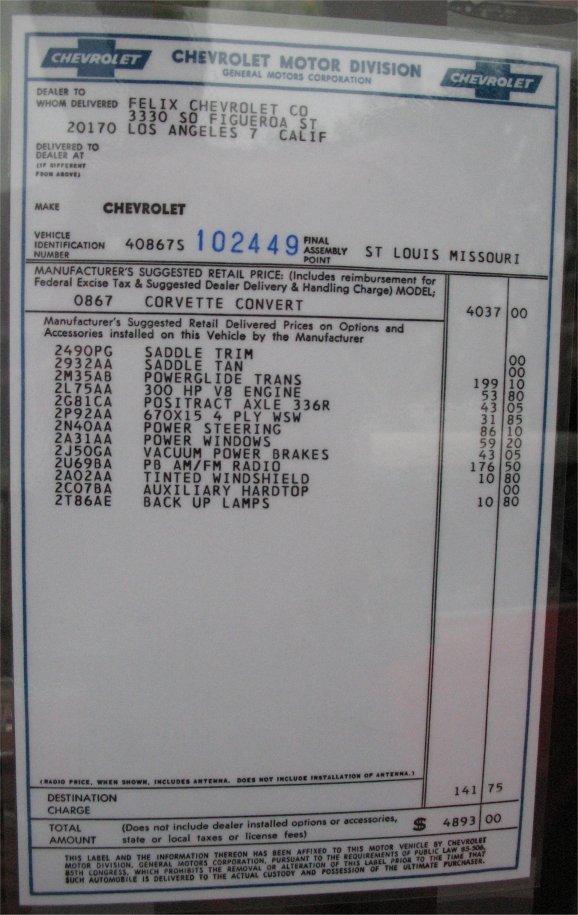 CHEVROLET
CHEVROLET MOTOR DIVISION
GENERAL MOTORS CORPORATION
CHEVROLET
DEALER TO
WHOM DELIVERED FELIX CHEVROLET CO
3330 SO FIGUEROA ST
20170 LOS ANGELES 7 CALIF
DELIVERED TO
DEALER AT
(IF DIFFERENT
FROM ABOVE)
MAKE CHEVROLET
VEHICLE
IDENTIFICATION
NUMBER
40867S 102449
FINAL
ASSEMBLY
POINT
ST LOUIS MISSOURI
MANUFACTURER'S SUGGESTED RETAIL PRICE: (Includes reimbursement for
Federal Excise Tax & Suggested Dealer Delivery & Handling Charge) MODEL:
0867 CORVETTE CONVERT 4037 00
Manufacturer's Suggested Retail Delivered Prices on Options and
Accessories installed on this Vehicle by the Manufacturer
2490PG SADDLE TRIM 00
2932AA SADDLE TAN 00
2M35AB POWERGLIDE TRANS 199 10
2L75AA 300 HP V8 ENGINE 53 80
2G81CA POSITRACT AXLE 336R 43 05
2P92AA 670X15 4 PLY WSW 31 85
2N40AA POWER STEERING 86 10
2A31AA POWER WINDOWS 59 20
2J50GA VACUUM POWER BRAKES 43 05
2U69BA PB AM/FM RADIO 176 50
2A02AA TINTED WINDSHIELD 10 80
2C07BA AUXILIARY HARDTOP 00
2T86AE BACK UP LAMPS 10 80
(RADIO PRICE, WHEN SHOWN, INCLUDES ANTENNA. DOES NOT INCLUDE INSTALLATION OF ANTENNA.)
DESTINATION
CHARGE
141 75
TOTAL
AMOUNT
(Does not include dealer installed options or accessories,
state or local taxes or license fees)
$ 4893 00
THIS LABEL AND THE INFORMATION THEREON HAS BEEN AFFIXED TO THIS MOTOR VEHICLE BY CHEVROLET
MOTOR DIVISION, GENERAL MOTORS CORPORATION, PURSUANT TO THE REQUIREMENTS OF PUBLIC LAW 85-506,
85TH CONGRESS, WHICH PROHIBITS THE REMOVAL OR ALTERATION OF THIS LABEL PRIOR TO THE TIME THAT
SUCH AUTOMOBILE IS DELIVERED TO THE ACTUAL CUSTODY AND POSSESSION OF THE ULTIMATE PURCHASER.